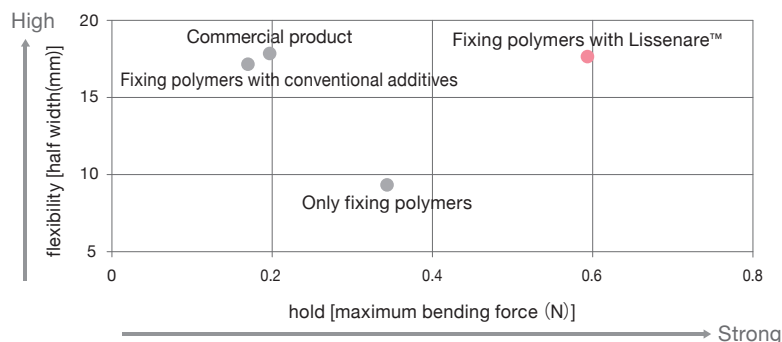 High
20
Commercial product
Fixing polymers with Lissenare™
Fixing polymers with conventional additives
15
flexibility [half width(mm)]
10
Only fixing polymers
5
0
0.2
0.4
0.6
0.8
hold [maximum bending force（N）]
Strong